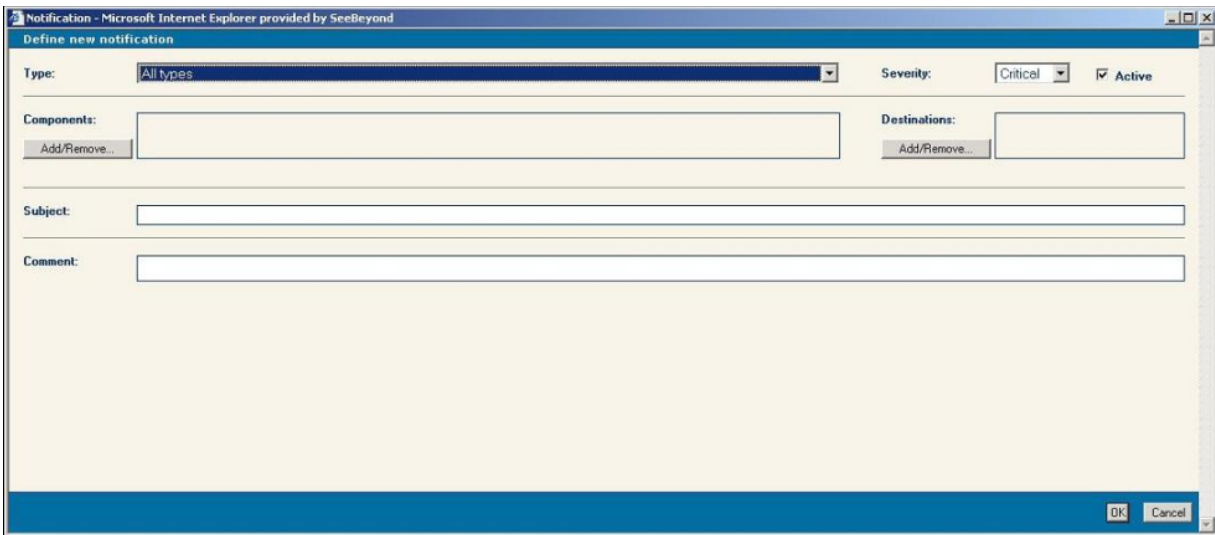 Notification - Microsoft Internet Explorer provided by SeeBeyond
Define new notification
Type: All types Severity: Critical Active
Components: Destinations:
Add/Remove... Add/Remove...
Subject:
Comment:
OK Cancel